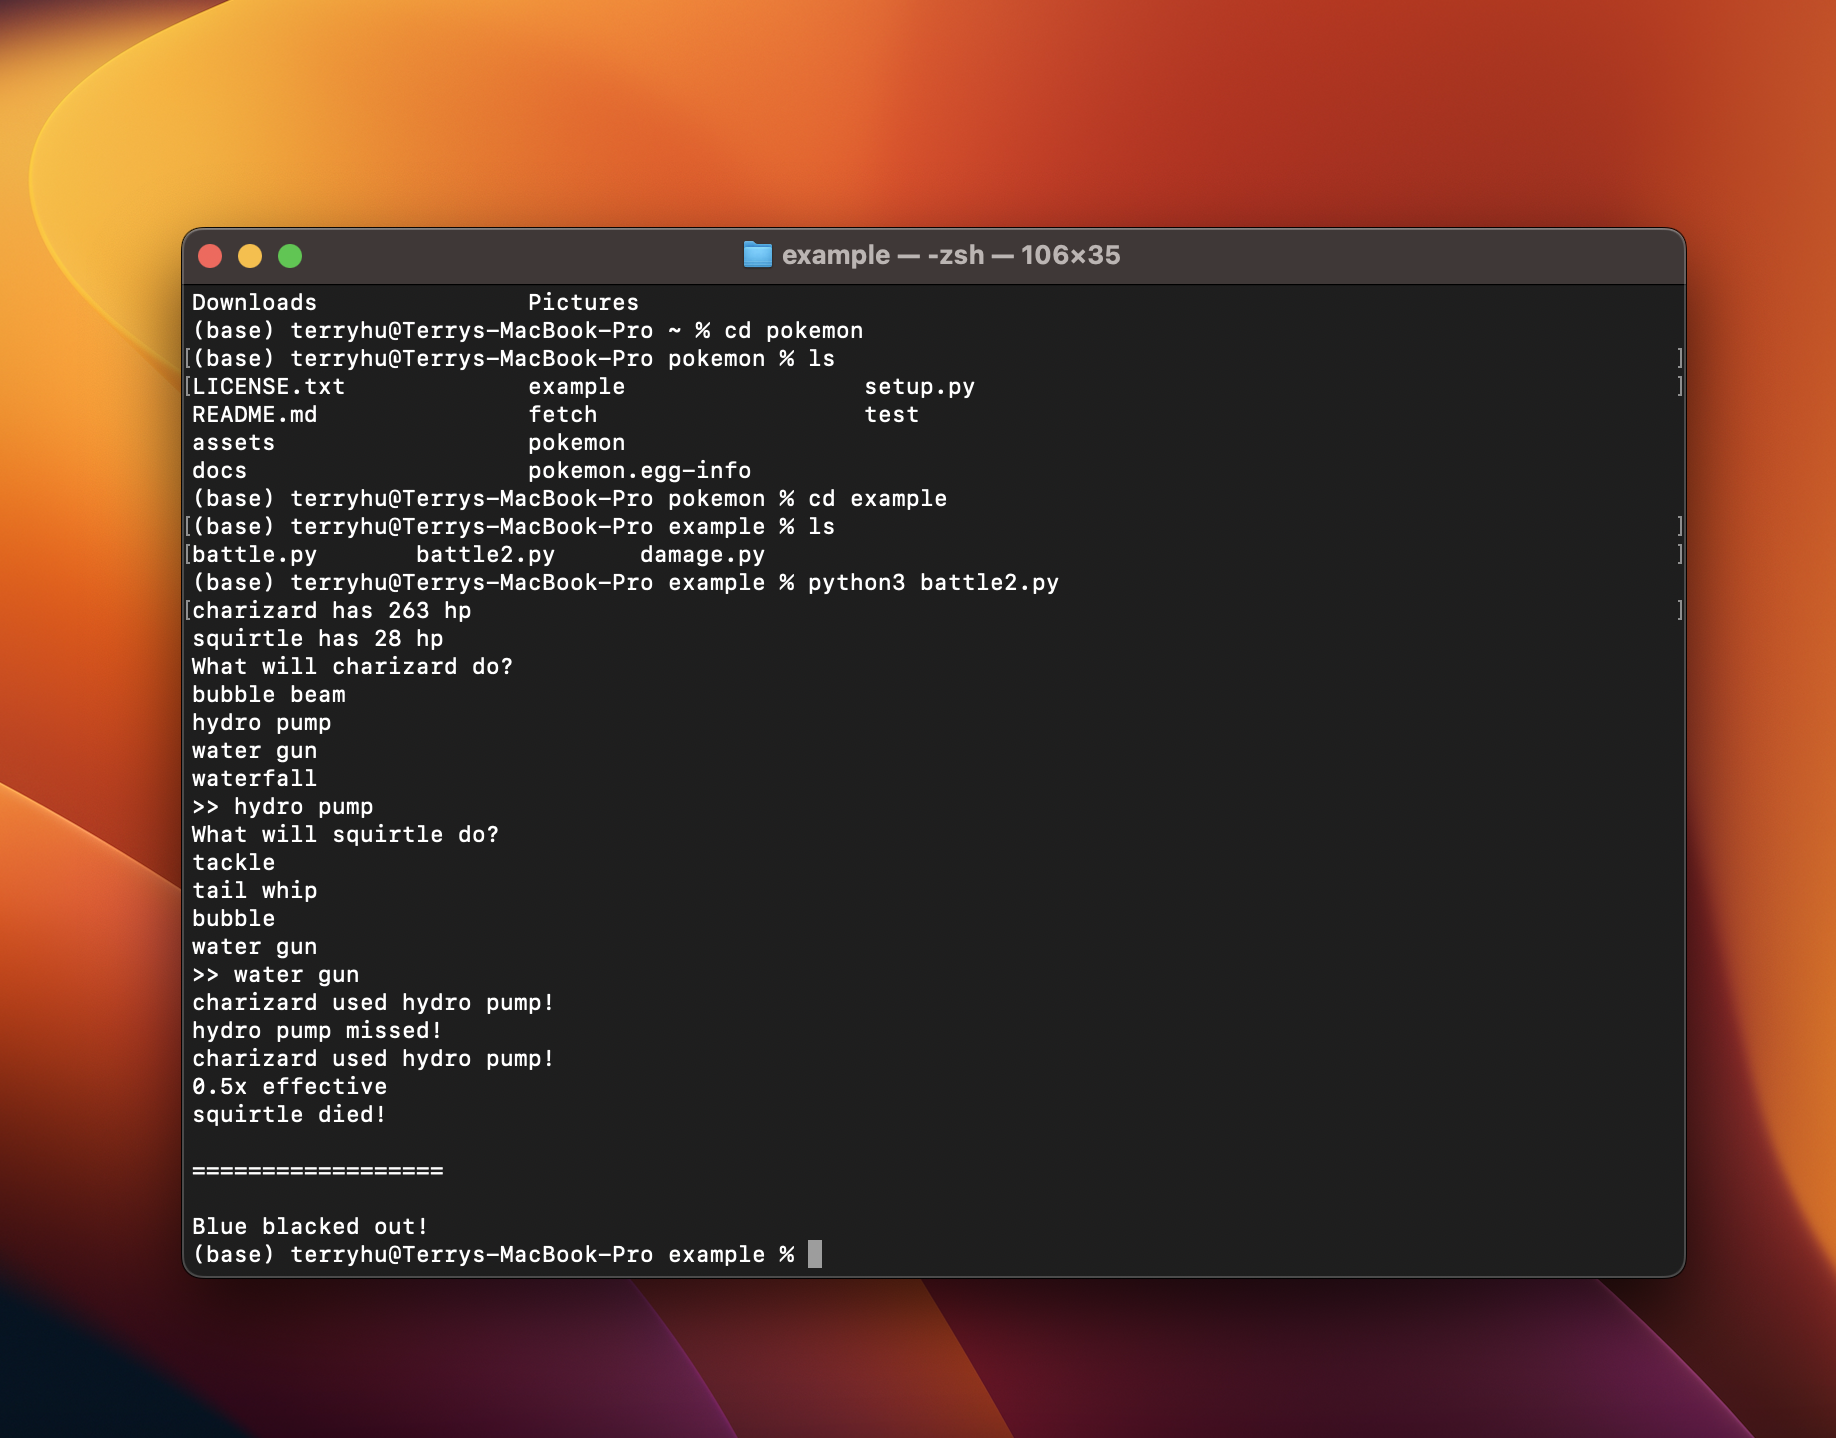 example — -zsh — 106×35
Downloads Pictures
(base) terryhu@Terrys-MacBook-Pro ~ % cd pokemon
[(base) terryhu@Terrys-MacBook-Pro pokemon % ls ]
[LICENSE.txt example setup.py ]
README.md fetch test
assets pokemon
docs pokemon.egg-info
(base) terryhu@Terrys-MacBook-Pro pokemon % cd example
[(base) terryhu@Terrys-MacBook-Pro example % ls ]
[battle.py battle2.py damage.py ]
(base) terryhu@Terrys-MacBook-Pro example % python3 battle2.py
[charizard has 263 hp ]
squirtle has 28 hp
What will charizard do?
bubble beam
hydro pump
water gun
waterfall
>> hydro pump
What will squirtle do?
tackle
tail whip
bubble
water gun
>> water gun
charizard used hydro pump!
hydro pump missed!
charizard used hydro pump!
0.5x effective
squirtle died!
==================
Blue blacked out!
(base) terryhu@Terrys-MacBook-Pro example %